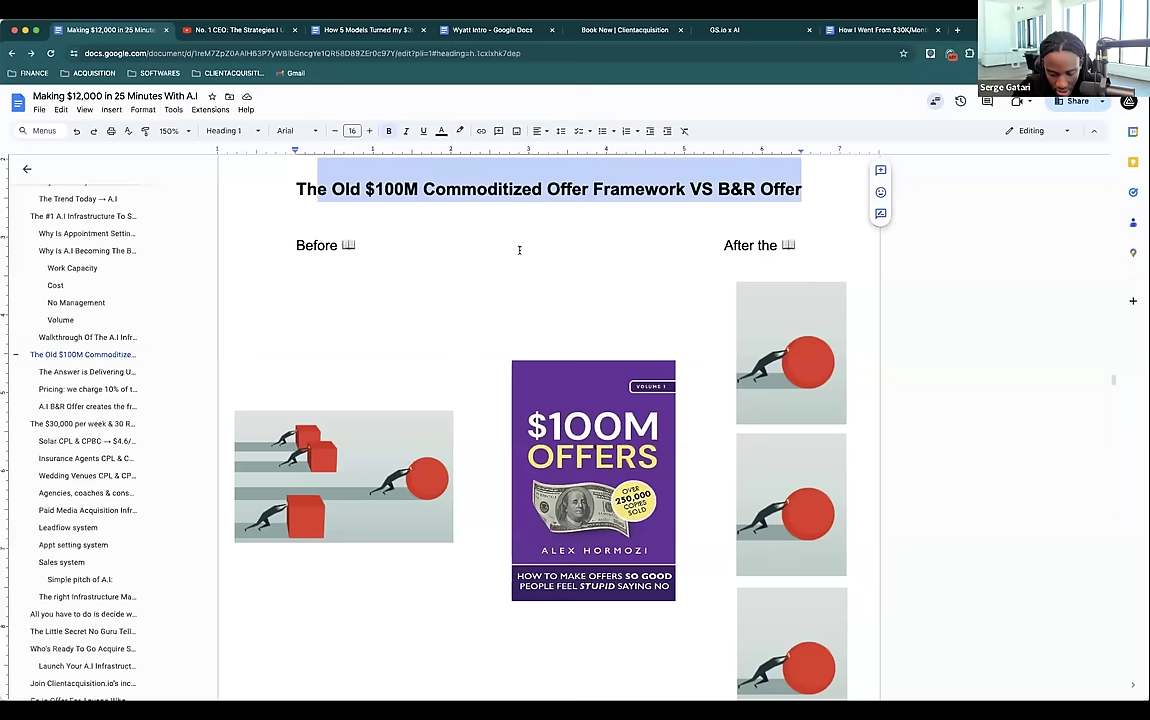 Making $12,000 in 25 Minute
No. 1 CEO: The Strategies I U
How 5 Models Turned my $3
Wyatt Intro - Google Docs
Book Now | Clientacquisition
GS.io x AI
How I Went From $30K/Mon
FINANCE
ACQUISITION
SOFTWARES
CLIENTACQUISITI...
Gmail
Serge Gatari
Making $12,000 in 25 Minutes With A.I
File Edit View Insert Format Tools Extensions Help
Share
Menus
150%
Heading 1
Arial
16
B I U A
Editing
1 1 2 3 4 5 6 7
The Trend Today → A.I
The #1 A.I Infrastructure To S...
Why Is Appointment Settin...
Why is A.I Becoming The B...
Work Capacity
Cost
No Management
Volume
Walkthrough Of The A.I Infr...
The Old $100M Commoditize...
The Answer is Delivering U...
Pricing: we charge 10% of t...
A.I B&R Offer creates the fr...
The $30,000 per week & 30 R...
Solar CPL & CPBC → $4.6/...
Insurance Agents CPL & C...
Wedding Venues CPL & CP...
Agencies, coaches & cons...
Paid Media Acquisition Infr...
Leadflow system
Appt setting system
Sales system
Simple pitch of A.I:
The right Infrastructure Ma...
All you have to do is decide w...
The Little Secret No Guru Tell...
Who's Ready To Go Acquire S...
Launch Your A.I Infrastruct...
Join Clientacquisition.io's inc...
The Old $100M Commoditized Offer Framework VS B&R Offer
Before 📖
After the 📖
VOLUME 1
$100M
OFFERS
OVER
250,000
COPIES
SOLD
ALEX HORMOZI
HOW TO MAKE OFFERS SO GOOD
PEOPLE FEEL STUPID SAYING NO